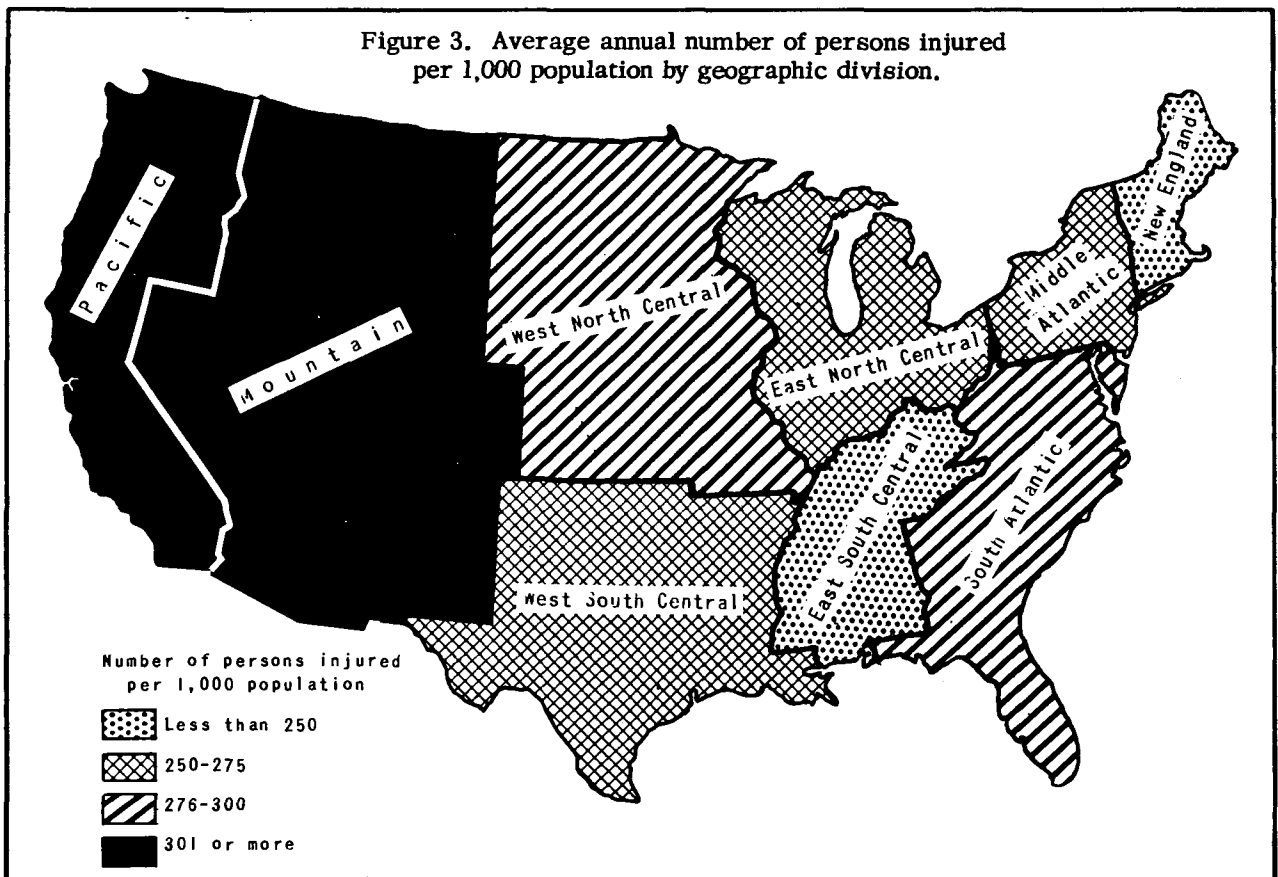 Figure 3. Average annual number of persons injured
per 1,000 population by geographic division.
Pacific
Mountain
West North Central
East North Central
Middle
Atlantic
New England
West South Central
East South Central
South Atlantic
Number of persons injured
per 1,000 population
Less than 250
250-275
276-300
301 or more